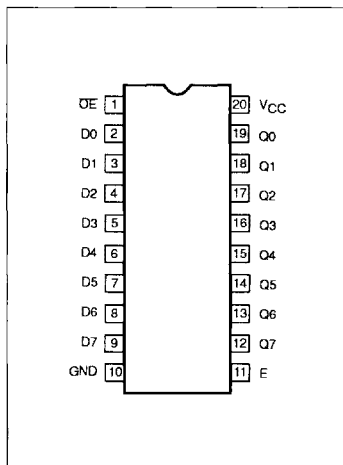 OE 1 20 VCC
D0 2 19 Q0
D1 3 18 Q1
D2 4 17 Q2
D3 5 16 Q3
D4 6 15 Q4
D5 7 14 Q5
D6 8 13 Q6
D7 9 12 Q7
GND 10 11 E